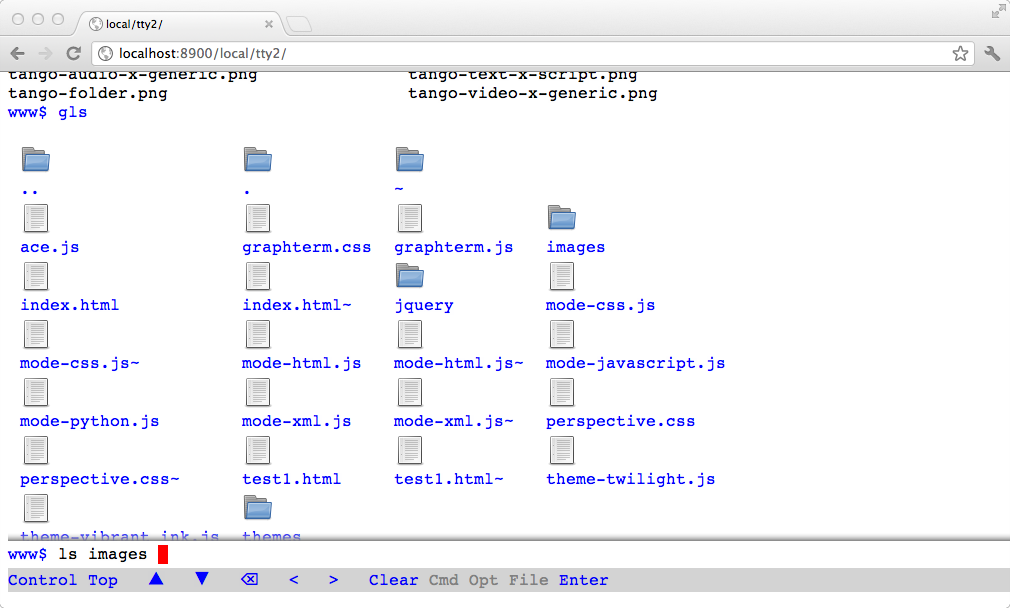 local/tty2/
localhost:8900/local/tty2/
tango-audio-x-generic.png tango-text-x-script.png
tango-folder.png tango-video-x-generic.png
www$ gls
.. . ~
ace.js graphterm.css graphterm.js images
index.html index.html~ jquery mode-css.js
mode-css.js~ mode-html.js mode-html.js~ mode-javascript.js
mode-python.js mode-xml.js mode-xml.js~ perspective.css
perspective.css~ test1.html test1.html~ theme-twilight.js
theme-vibrant_ink.js themes
www$ ls images
Control Top ▲ ▼ ⌫ < > Clear Cmd Opt File Enter